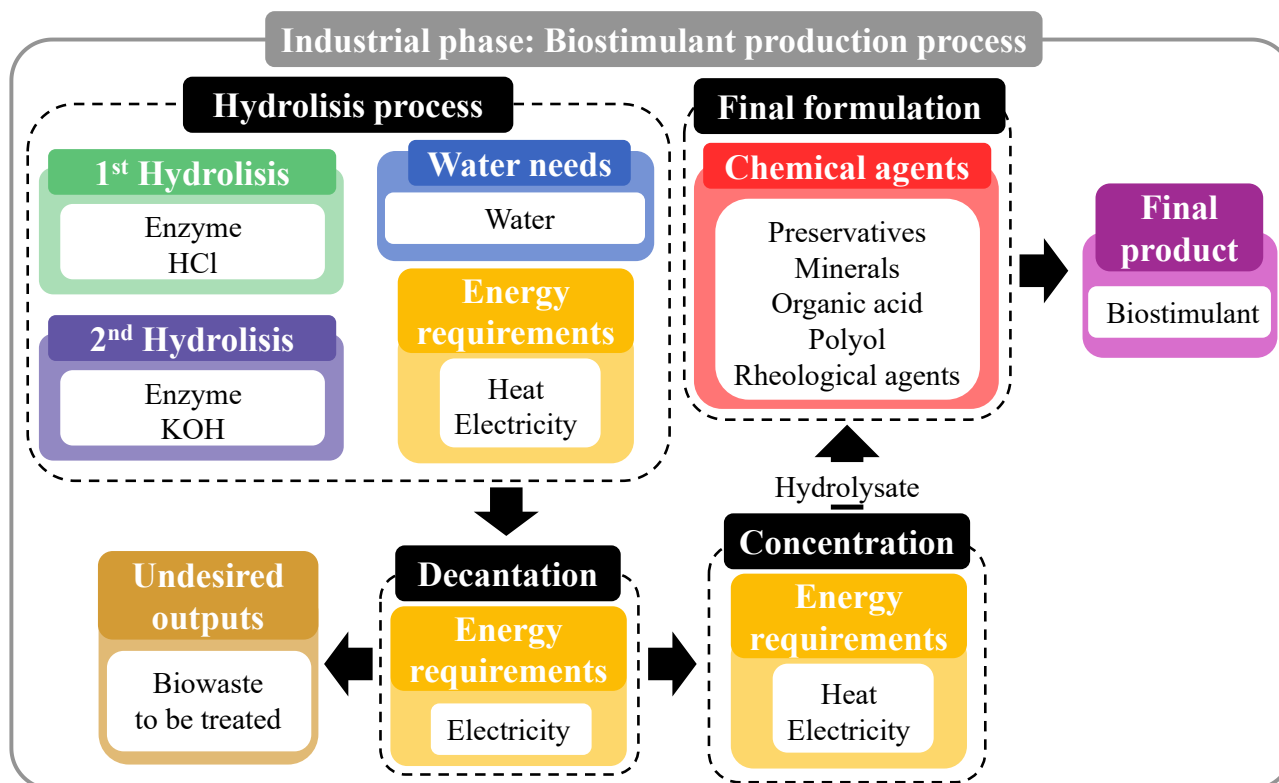 Industrial phase: Biostimulant production process
Hydrolisis process
1st Hydrolisis
Enzyme
HCl
2nd Hydrolisis
Enzyme
KOH
Water needs
Water
Energy
requirements
Heat
Electricity
Final formulation
Chemical agents
Preservatives
Minerals
Organic acid
Polyol
Rheological agents
Final
product
Biostimulant
Hydrolysate
Undesired
outputs
Biowaste
to be treated
Decantation
Energy
requirements
Electricity
Concentration
Energy
requirements
Heat
Electricity